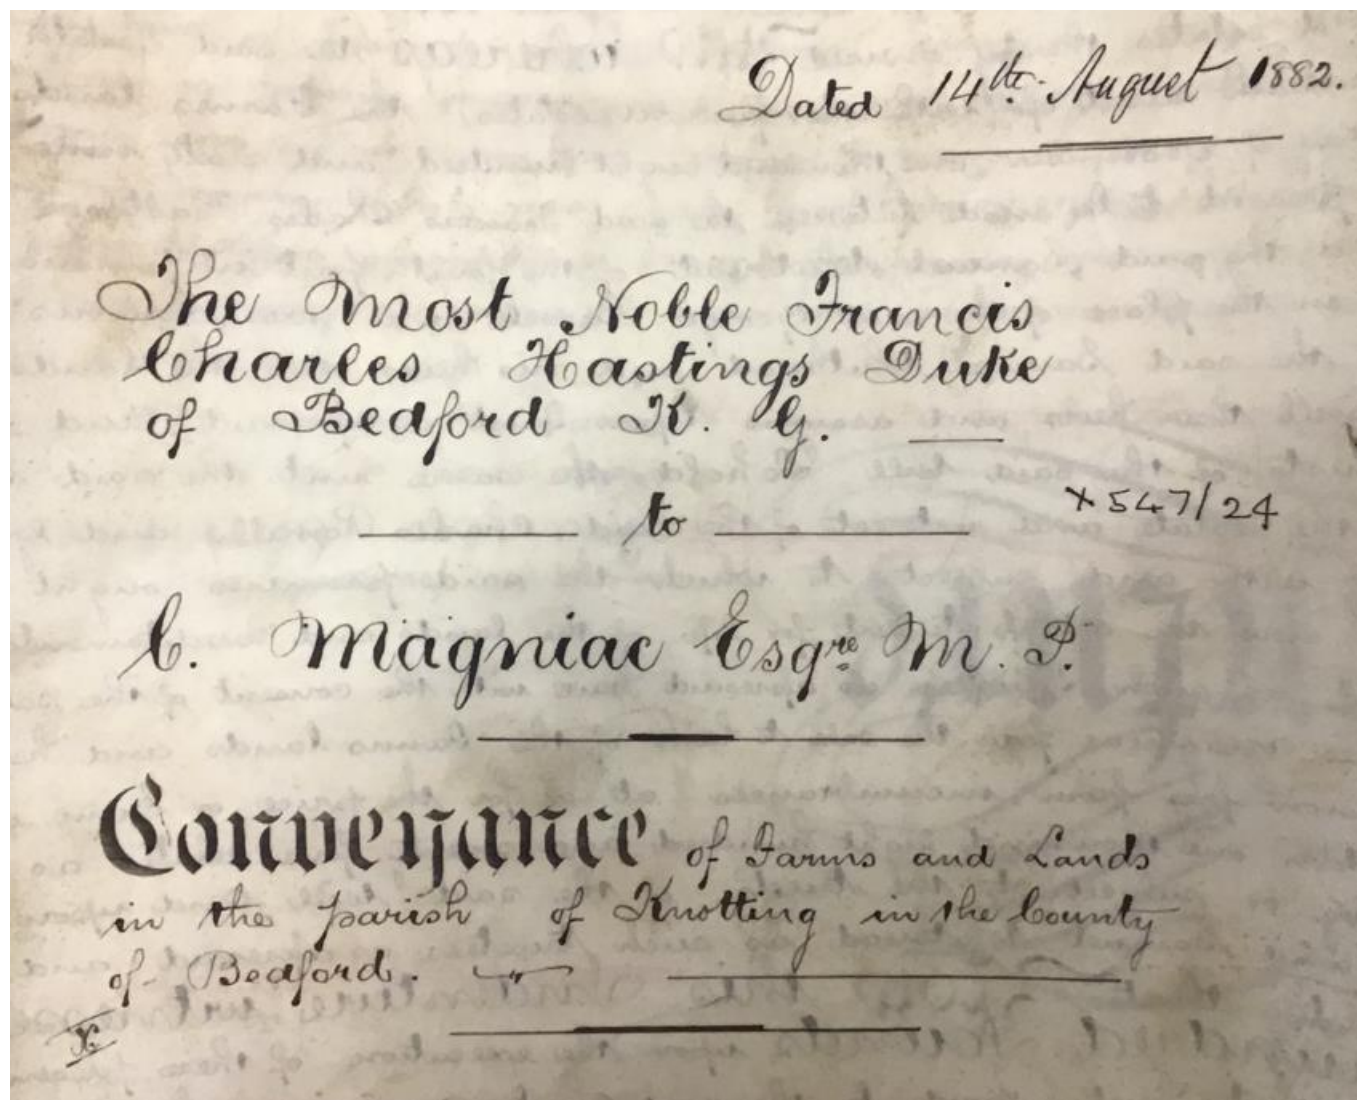 Dated 14th August 1882.
The Most Noble Francis
Charles Hastings Duke
of Bedford K. G.
to
X547/24
C. Magniac Esqre M. P.
Conveyance of Farms and Lands
in the parish of Knotting in the County
of Bedford.